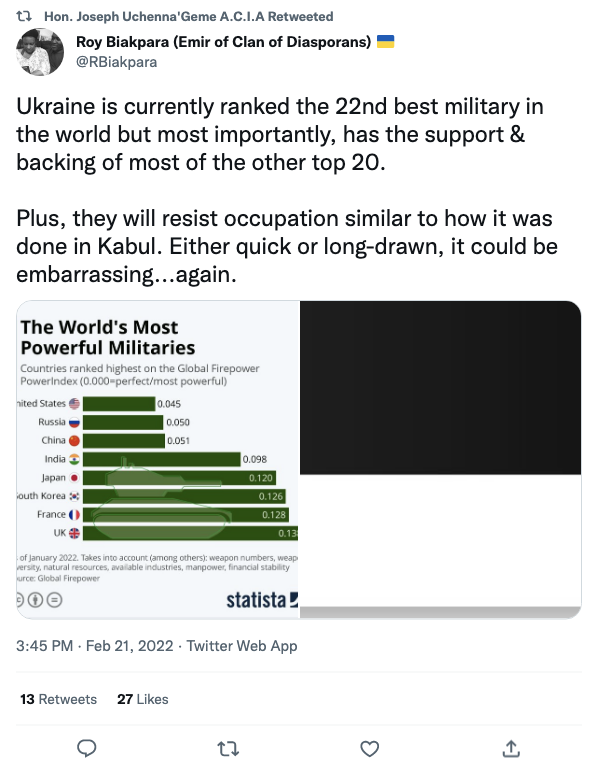 Hon. Joseph Uchenna'Geme A.C.I.A Retweeted
Roy Biakpara (Emir of Clan of Diasporans)
@RBiakpara
Ukraine is currently ranked the 22nd best military in
the world but most importantly, has the support &
backing of most of the other top 20.
Plus, they will resist occupation similar to how it was
done in Kabul. Either quick or long-drawn, it could be
embarrassing...again.
The World's Most
Powerful Militaries
Countries ranked highest on the Global Firepower
PowerIndex (0.000=perfect/most powerful)
nited States 0.045
Russia 0.050
China 0.051
India 0.098
Japan 0.120
outh Korea 0.126
France 0.128
UK 0.13
of January 2022. Takes into account (among others): weapon numbers, weap
versity, natural resources, available industries, manpower, financial stability
urce: Global Firepower
statista
3:45 PM · Feb 21, 2022 · Twitter Web App
13 Retweets 27 Likes